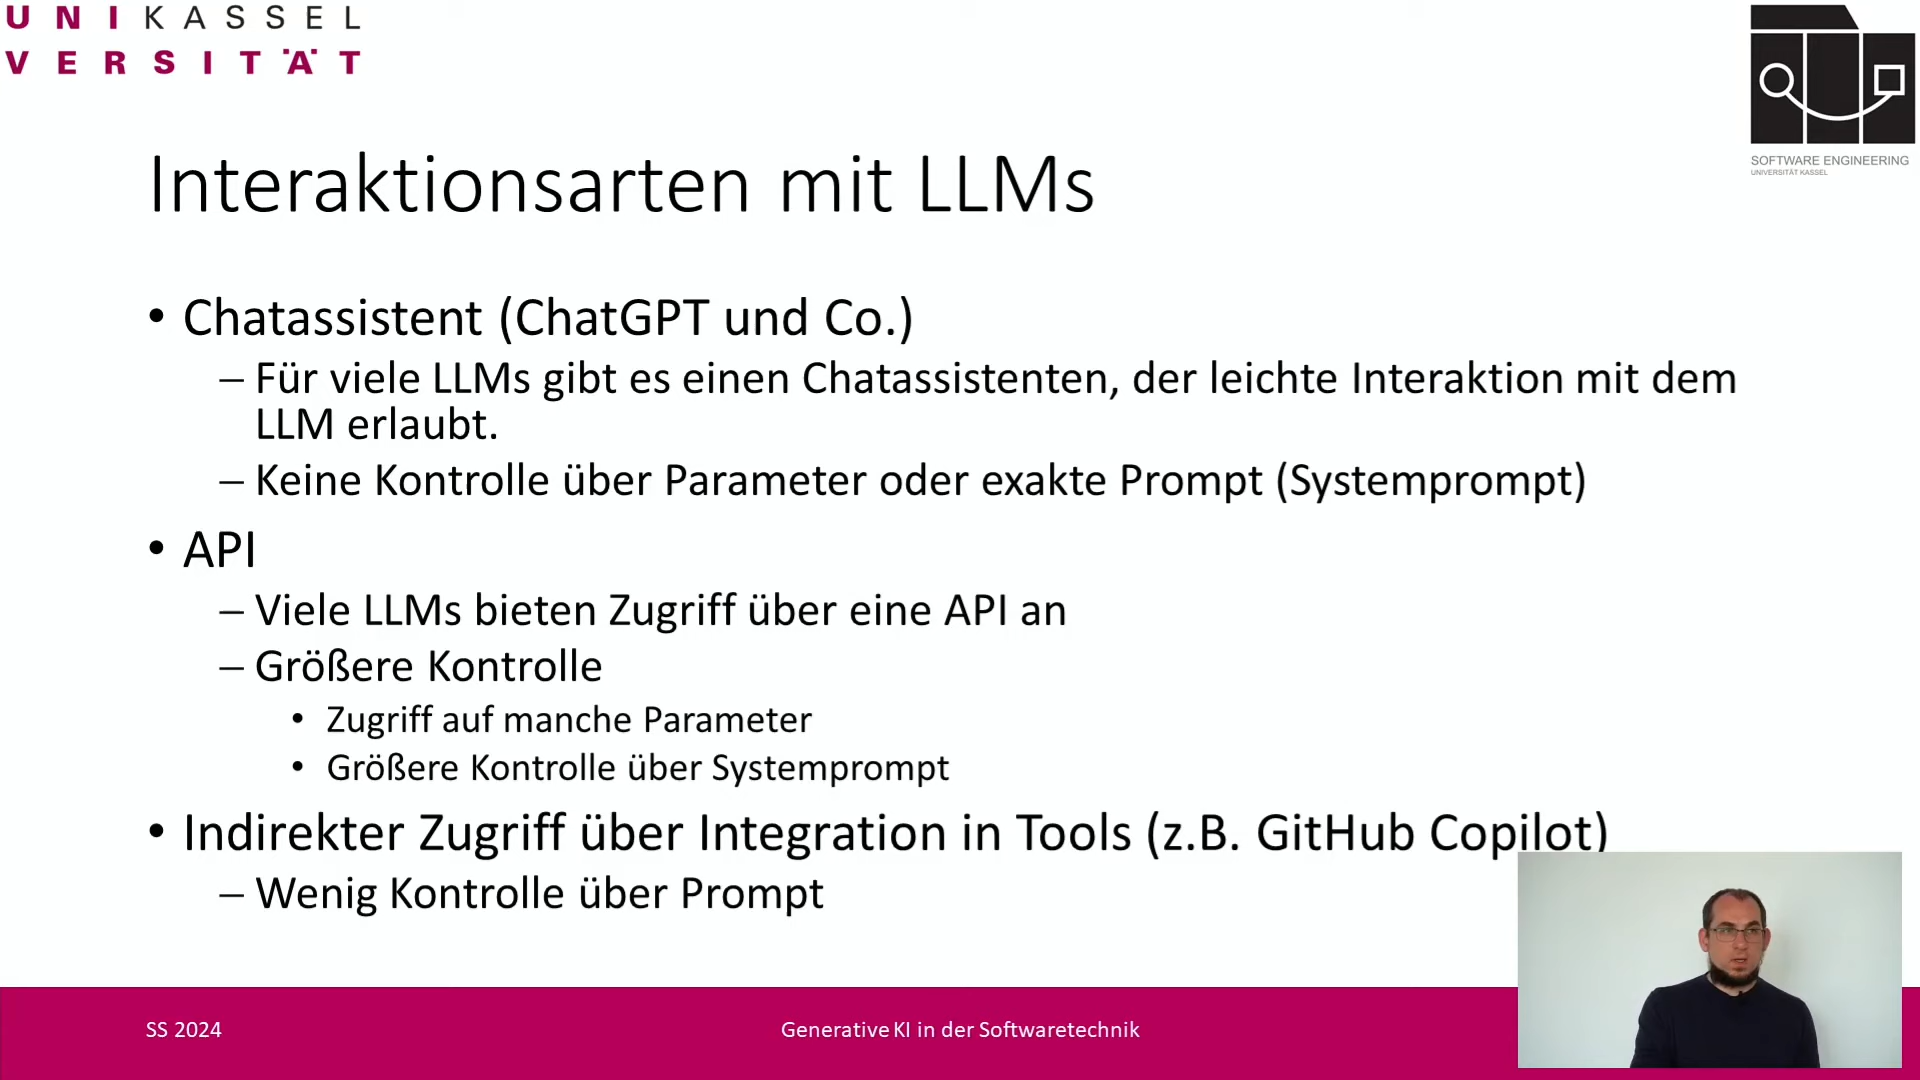 UNIKASSEL
VERSITÄT
SOFTWARE ENGINEERING
UNIVERSITÄT KASSEL
Interaktionsarten mit LLMs
• Chatassistent (ChatGPT und Co.)
– Für viele LLMs gibt es einen Chatassistenten, der leichte Interaktion mit dem
LLM erlaubt.
– Keine Kontrolle über Parameter oder exakte Prompt (Systemprompt)
• API
– Viele LLMs bieten Zugriff über eine API an
– Größere Kontrolle
• Zugriff auf manche Parameter
• Größere Kontrolle über Systemprompt
• Indirekter Zugriff über Integration in Tools (z.B. GitHub Copilot)
– Wenig Kontrolle über Prompt
SS 2024
Generative KI in der Softwaretechnik